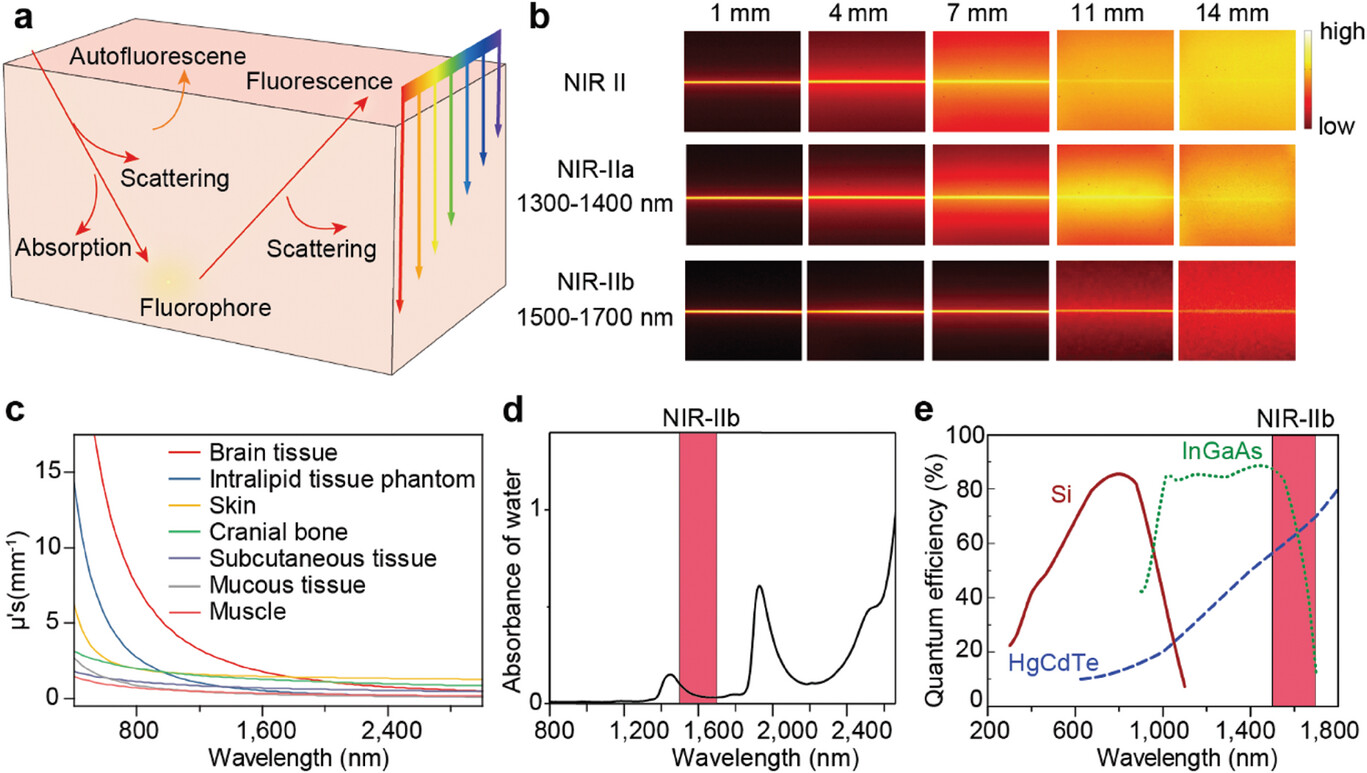 a
Autofluorescene
Fluorescence
Scattering
Absorption
Scattering
Fluorophore
b
1 mm 4 mm 7 mm 11 mm 14 mm
NIR II
high
low
NIR-IIa
1300-1400 nm
NIR-IIb
1500-1700 nm
c
μ's(mm⁻¹)
15
10
5
0
Brain tissue
Intralipid tissue phantom
Skin
Cranial bone
Subcutaneous tissue
Mucous tissue
Muscle
800 1,600 2,400
Wavelength (nm)
d
NIR-IIb
Absorbance of water
1
0
800 1,200 1,600 2,000 2,400
Wavelength (nm)
e
NIR-IIb
Quantum efficiency (%)
100
80
60
40
20
0
InGaAs
Si
HgCdTe
200 600 1,000 1,400 1,800
Wavelength (nm)